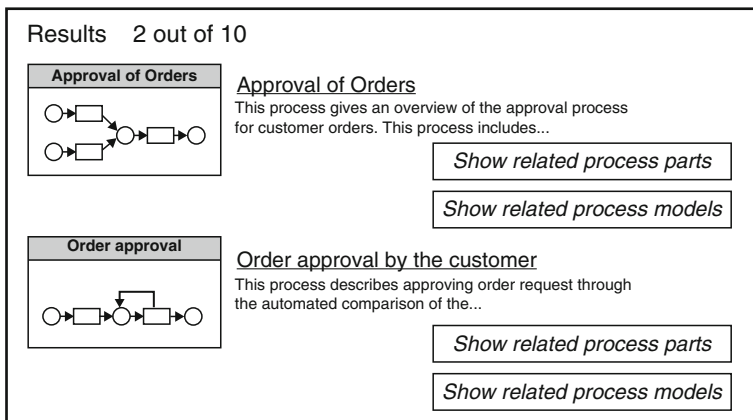 Results 2 out of 10
Approval of Orders
Approval of Orders
This process gives an overview of the approval process
for customer orders. This process includes...
Show related process parts
Show related process models
Order approval
Order approval by the customer
This process describes approving order request through
the automated comparison of the...
Show related process parts
Show related process models